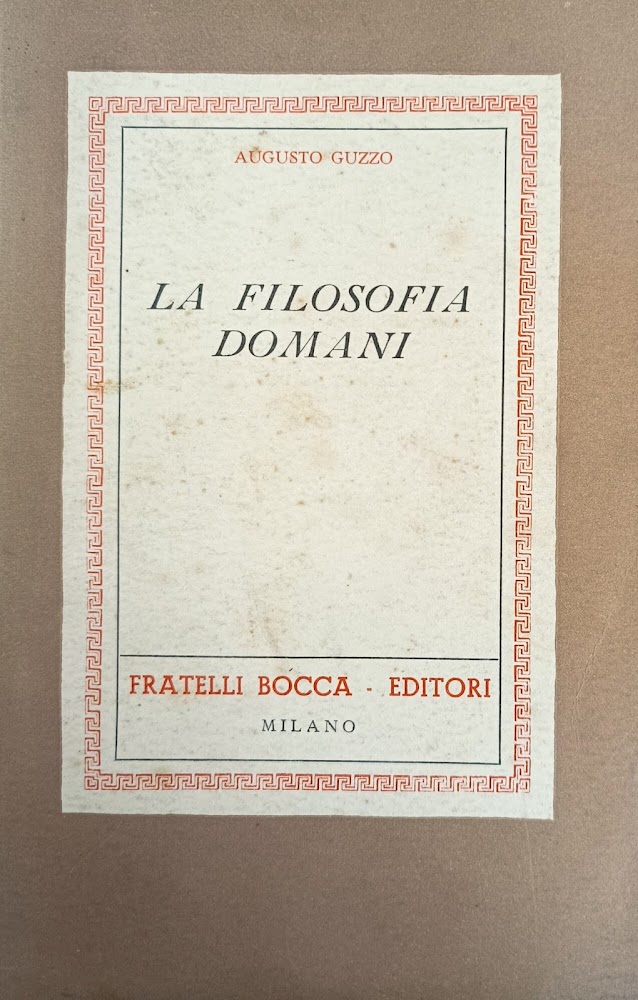 AUGUSTO GUZZO
LA FILOSOFIA
DOMANI
FRATELLI BOCCA - EDITORI
MILANO